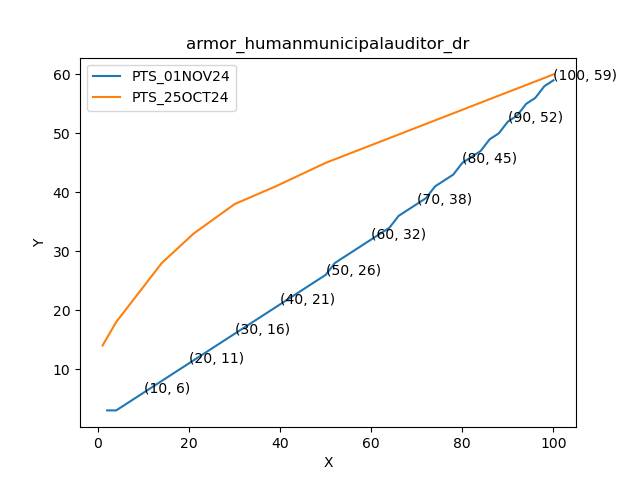 armor_humanmunicipalauditor_dr
PTS_01NOV24
PTS_25OCT24
(100, 59)
(90, 52)
(80, 45)
(70, 38)
(60, 32)
(50, 26)
(40, 21)
(30, 16)
(20, 11)
(10, 6)
60
50
40
30
20
10
Y
0 20 40 60 80 100
X